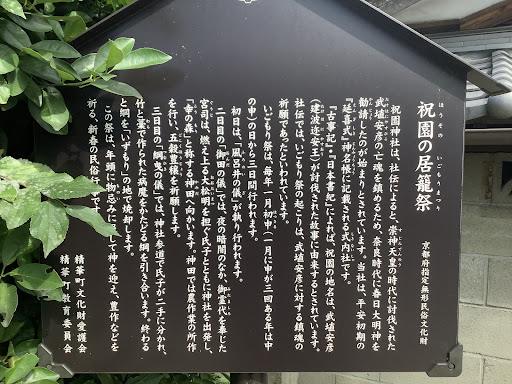 ほうその いごもりまつり
祝園の居籠祭
京都府指定無形民俗文化財
祝園神社は、社伝によると、崇神天皇の時代に討伐された
武埴安彦の亡魂を鎮めるため、奈良時代に春日大明神を
勧請したのが始まりとされています。当社は、平安初期の
『延喜式』神名帳に記載される式内社です。
『古事記』・『日本書紀』によれば、祝園の地名は、武埴安彦
(建波迩安王)が討伐された故事に由来するとされています。
社伝では、いごもり祭の起こりは、武埴安彦に対する鎮魂の
祈願であったといわれています。
いごもり祭は、毎年一月初申(一月に申が三回ある年は中
の申)の日から三日間行われます。
初日は、「風呂井の儀」が執り行われます。
二日目の「御田の儀」では、夜の暗闇のなか、御霊代を奉じた
宮司は、燃え上る大松明を担ぐ氏子とともに神社を出発し、
「幸の森」と称する神田へ向かいます。神田では農作業の所作
を行い、五穀豊穣を祈願します。
三日目の「綱曳の儀」では、神社参道で氏子が二手に分かれ、
竹と藁で作られた
綱を引き合います。終わる
と綱を「いずもり」の地で焼却します。
この祭は、年頭に物忌みに服して神を迎え、豊作などを
祈る、新春の民俗行事です。
精華町文化財愛護会
精華町教育委員会